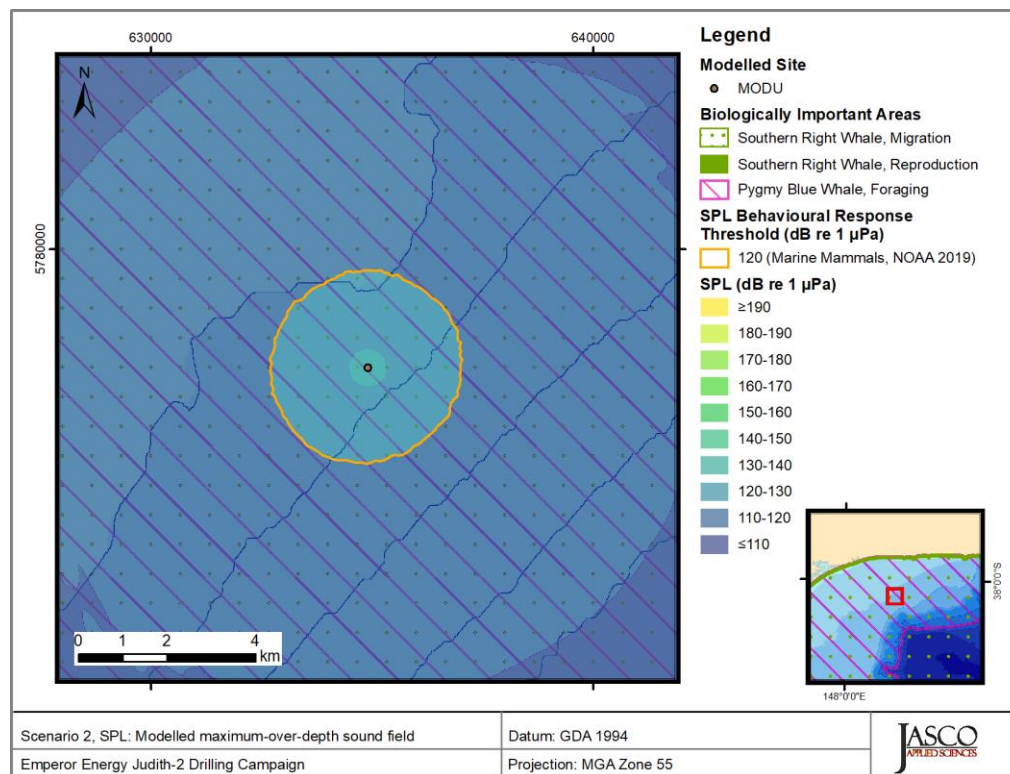 630000
640000
5780000
N
0 1 2 4
km
Legend
Modelled Site
MODU
Biologically Important Areas
Southern Right Whale, Migration
Southern Right Whale, Reproduction
Pygmy Blue Whale, Foraging
SPL Behavioural Response
Threshold (dB re 1 µPa)
120 (Marine Mammals, NOAA 2019)
SPL (dB re 1 µPa)
≥190
180-190
170-180
160-170
150-160
140-150
130-140
120-130
110-120
≤110
38°0'0"S
148°0'0"E
Scenario 2, SPL: Modelled maximum-over-depth sound field
Datum: GDA 1994
Emperor Energy Judith-2 Drilling Campaign
Projection: MGA Zone 55
JASCO
APPLIED SCIENCES